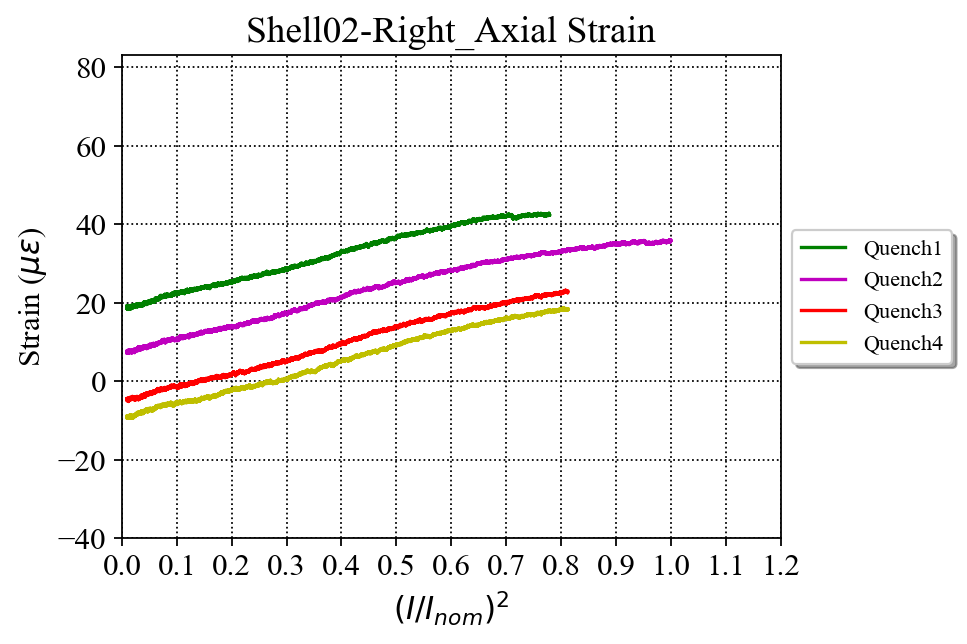 Shell02-Right_Axial Strain
Strain (με)
80
60
40
20
0
−20
−40
0.0 0.1 0.2 0.3 0.4 0.5 0.6 0.7 0.8 0.9 1.0 1.1 1.2
(I/I_{nom})^2
Quench1
Quench2
Quench3
Quench4